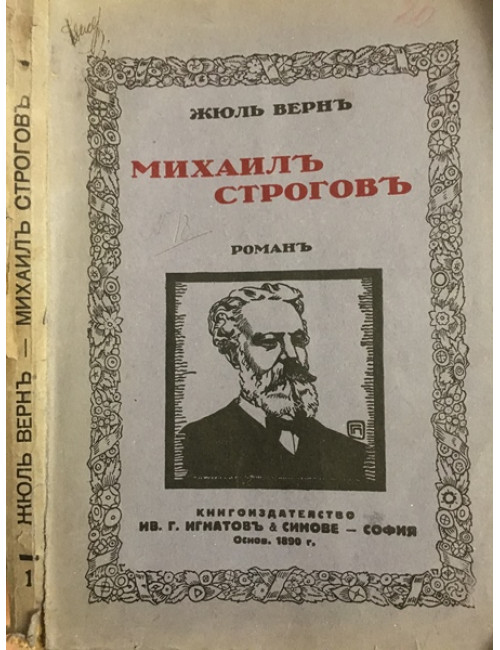 ЖЮЛЬ ВЕРНЪ
МИХАИЛЪ
СТРОГОВЪ
РОМАНЪ
КНИГОИЗДАТЕЛСТВО
ИВ. Г. ИГНАТОВЪ & СИНОВЕ — СОФИЯ
Основ. 1890 г.
1 ЖЮЛЬ ВЕРНЪ — МИХАИЛЪ СТРОГОВЪ